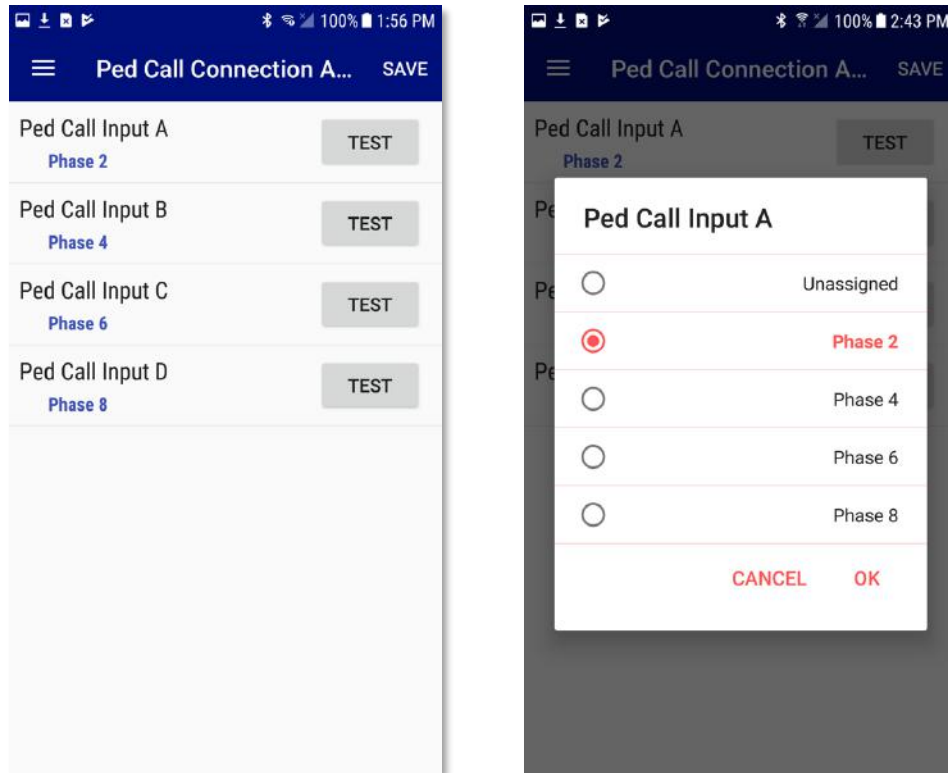 100% 1:56 PM
Ped Call Connection A... SAVE
Ped Call Input A
TEST
Phase 2
Ped Call Input B
TEST
Phase 4
Ped Call Input C
TEST
Phase 6
Ped Call Input D
TEST
Phase 8
100% 2:43 PM
Ped Call Connection A... SAVE
Ped Call Input A
TEST
Phase 2
Pe
Pe
Pe
Ped Call Input A
Unassigned
Phase 2
Phase 4
Phase 6
Phase 8
CANCEL OK